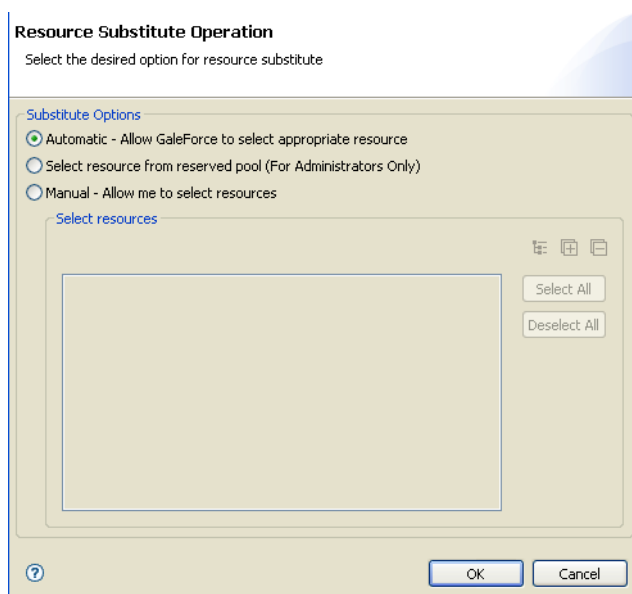 Resource Substitute Operation
Select the desired option for resource substitute
Substitute Options
Automatic - Allow GaleForce to select appropriate resource
Select resource from reserved pool (For Administrators Only)
Manual - Allow me to select resources
Select resources
Select All
Deselect All
?
OK
Cancel